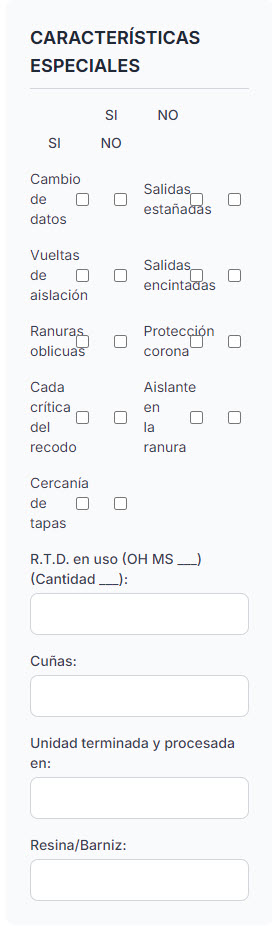 CARACTERÍSTICAS
ESPECIALES
SI NO
SI NO
Cambio
de
datos
Salidas
estañadas
Vueltas
de
aislación
Salidas
encintadas
Ranuras
oblicuas
Protección
corona
Cada
crítica
del
recodo
Aislante
en
la
ranura
Cercanía
de
tapas
R.T.D. en uso (OH MS ___)
(Cantidad ___):
Cuñas:
Unidad terminada y procesada
en:
Resina/Barniz: